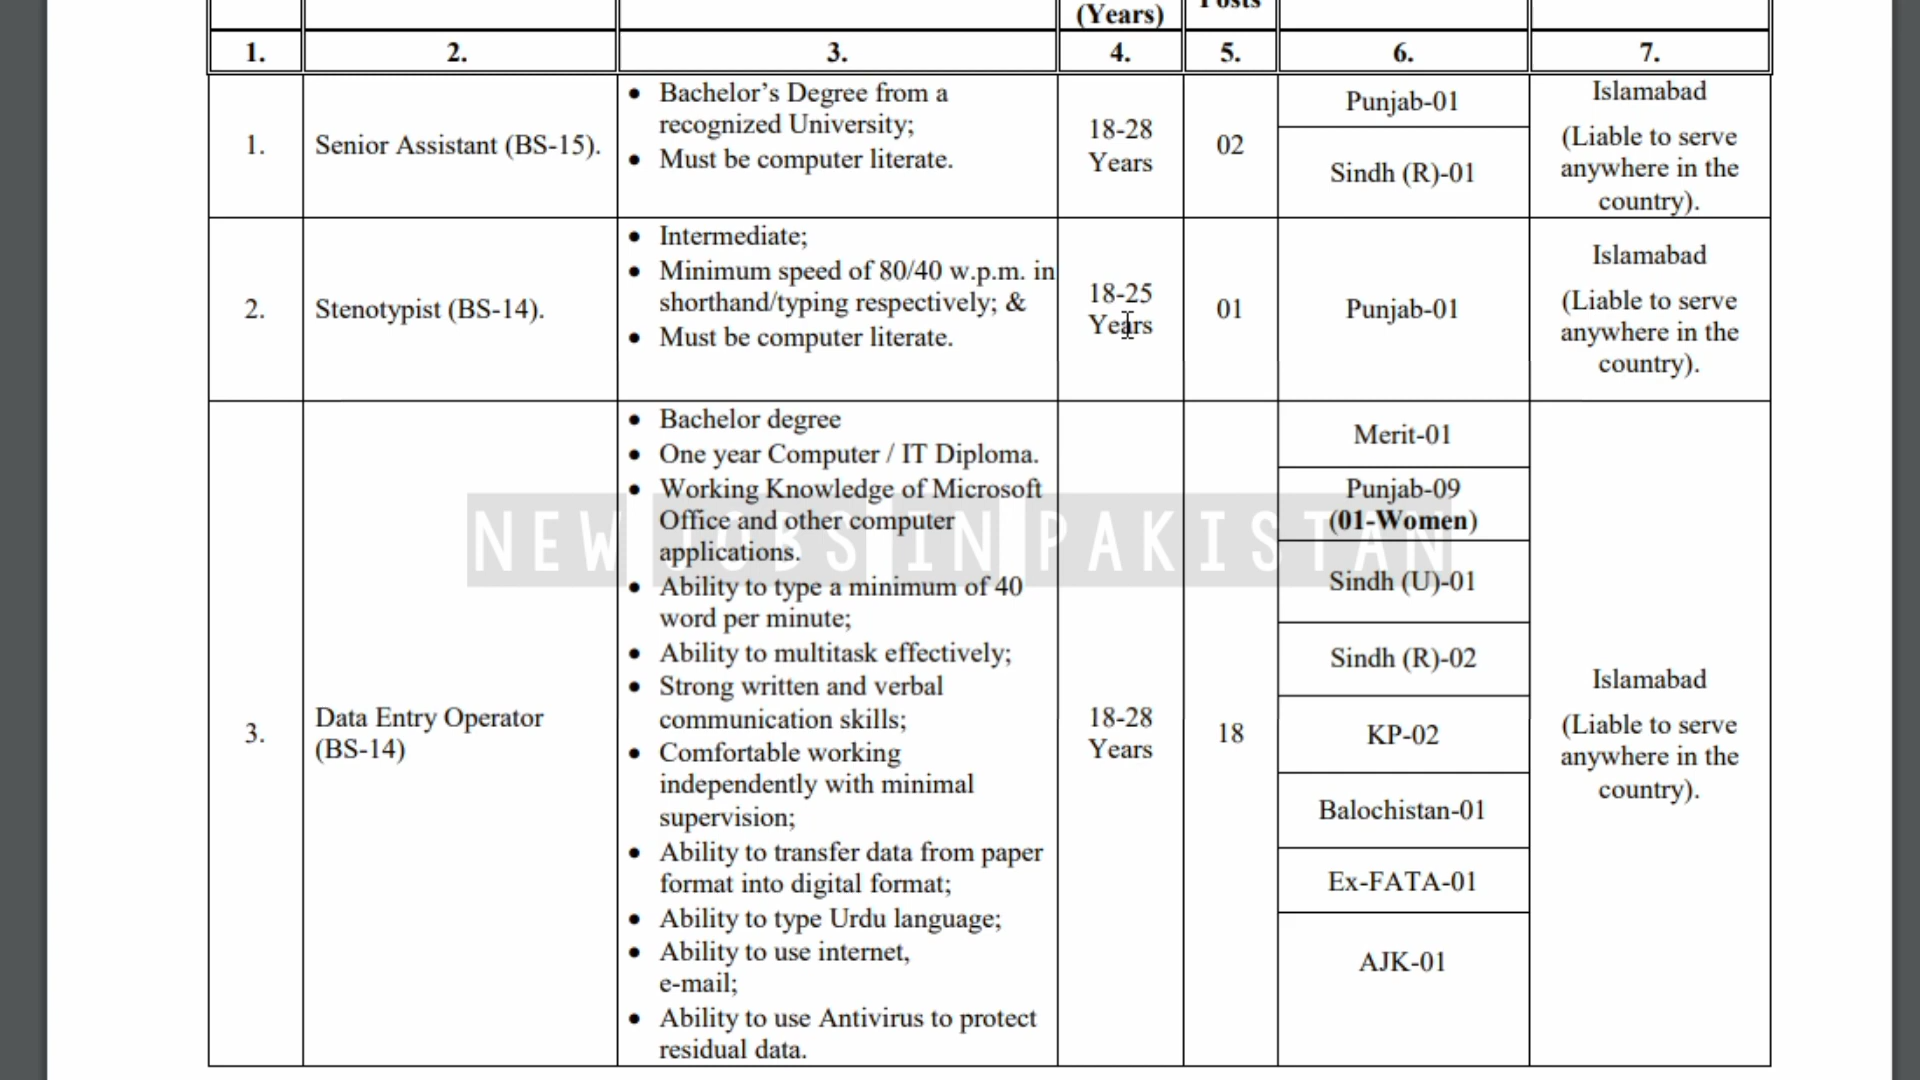 (Years)
Posts
1.
2.
3.
4.
5.
6.
7.
1.
Senior Assistant (BS-15).
• Bachelor’s Degree from a
recognized University;
• Must be computer literate.
18-28
Years
02
Punjab-01
Sindh (R)-01
Islamabad
(Liable to serve
anywhere in the
country).
2.
Stenotypist (BS-14).
• Intermediate;
• Minimum speed of 80/40 w.p.m. in
shorthand/typing respectively; &
• Must be computer literate.
18-25
Years
01
Punjab-01
Islamabad
(Liable to serve
anywhere in the
country).
3.
Data Entry Operator
(BS-14)
• Bachelor degree
• One year Computer / IT Diploma.
• Working Knowledge of Microsoft
Office and other computer
applications.
• Ability to type a minimum of 40
word per minute;
• Ability to multitask effectively;
• Strong written and verbal
communication skills;
• Comfortable working
independently with minimal
supervision;
• Ability to transfer data from paper
format into digital format;
• Ability to type Urdu language;
• Ability to use internet,
e-mail;
• Ability to use Antivirus to protect
residual data.
18-28
Years
18
Merit-01
Punjab-09
(01-Women)
Sindh (U)-01
Sindh (R)-02
KP-02
Balochistan-01
Ex-FATA-01
AJK-01
Islamabad
(Liable to serve
anywhere in the
country).
NEW JOBS IN PAKISTAN